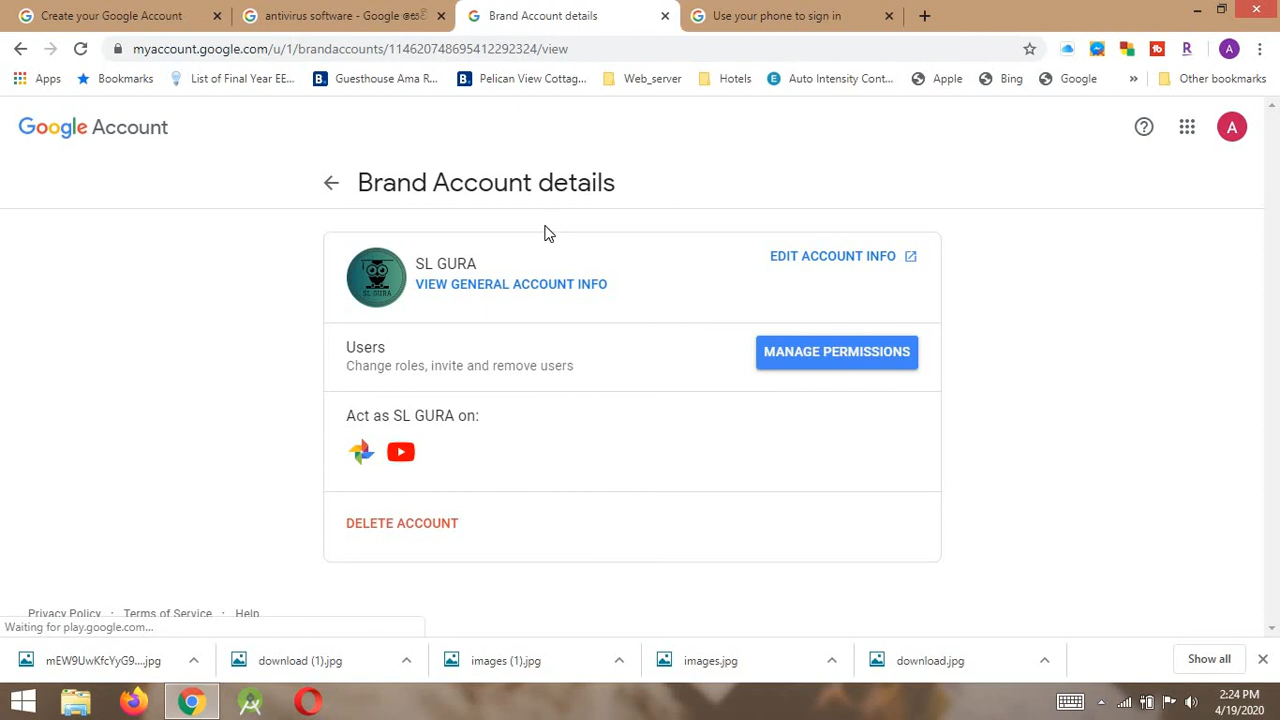 Create your Google Account
antivirus software - Google
Brand Account details
Use your phone to sign in
myaccount.google.com/u/1/brandaccounts/114620748695412292324/view
A
Apps
Bookmarks
List of Final Year EE...
Guesthouse Ama R...
Pelican View Cottag...
Web_server
Hotels
Auto Intensity Cont...
Apple
Bing
Google
Other bookmarks
Google Account
A
Brand Account details
SL GURA
SL GURA
VIEW GENERAL ACCOUNT INFO
EDIT ACCOUNT INFO
Users
Change roles, invite and remove users
MANAGE PERMISSIONS
Act as SL GURA on:
DELETE ACCOUNT
Privacy Policy · Terms of Service · Help
Waiting for play.google.com...
mEW9UwKfcYyG9....jpg
download (1).jpg
images (1).jpg
images.jpg
download.jpg
Show all
2:24 PM
4/19/2020